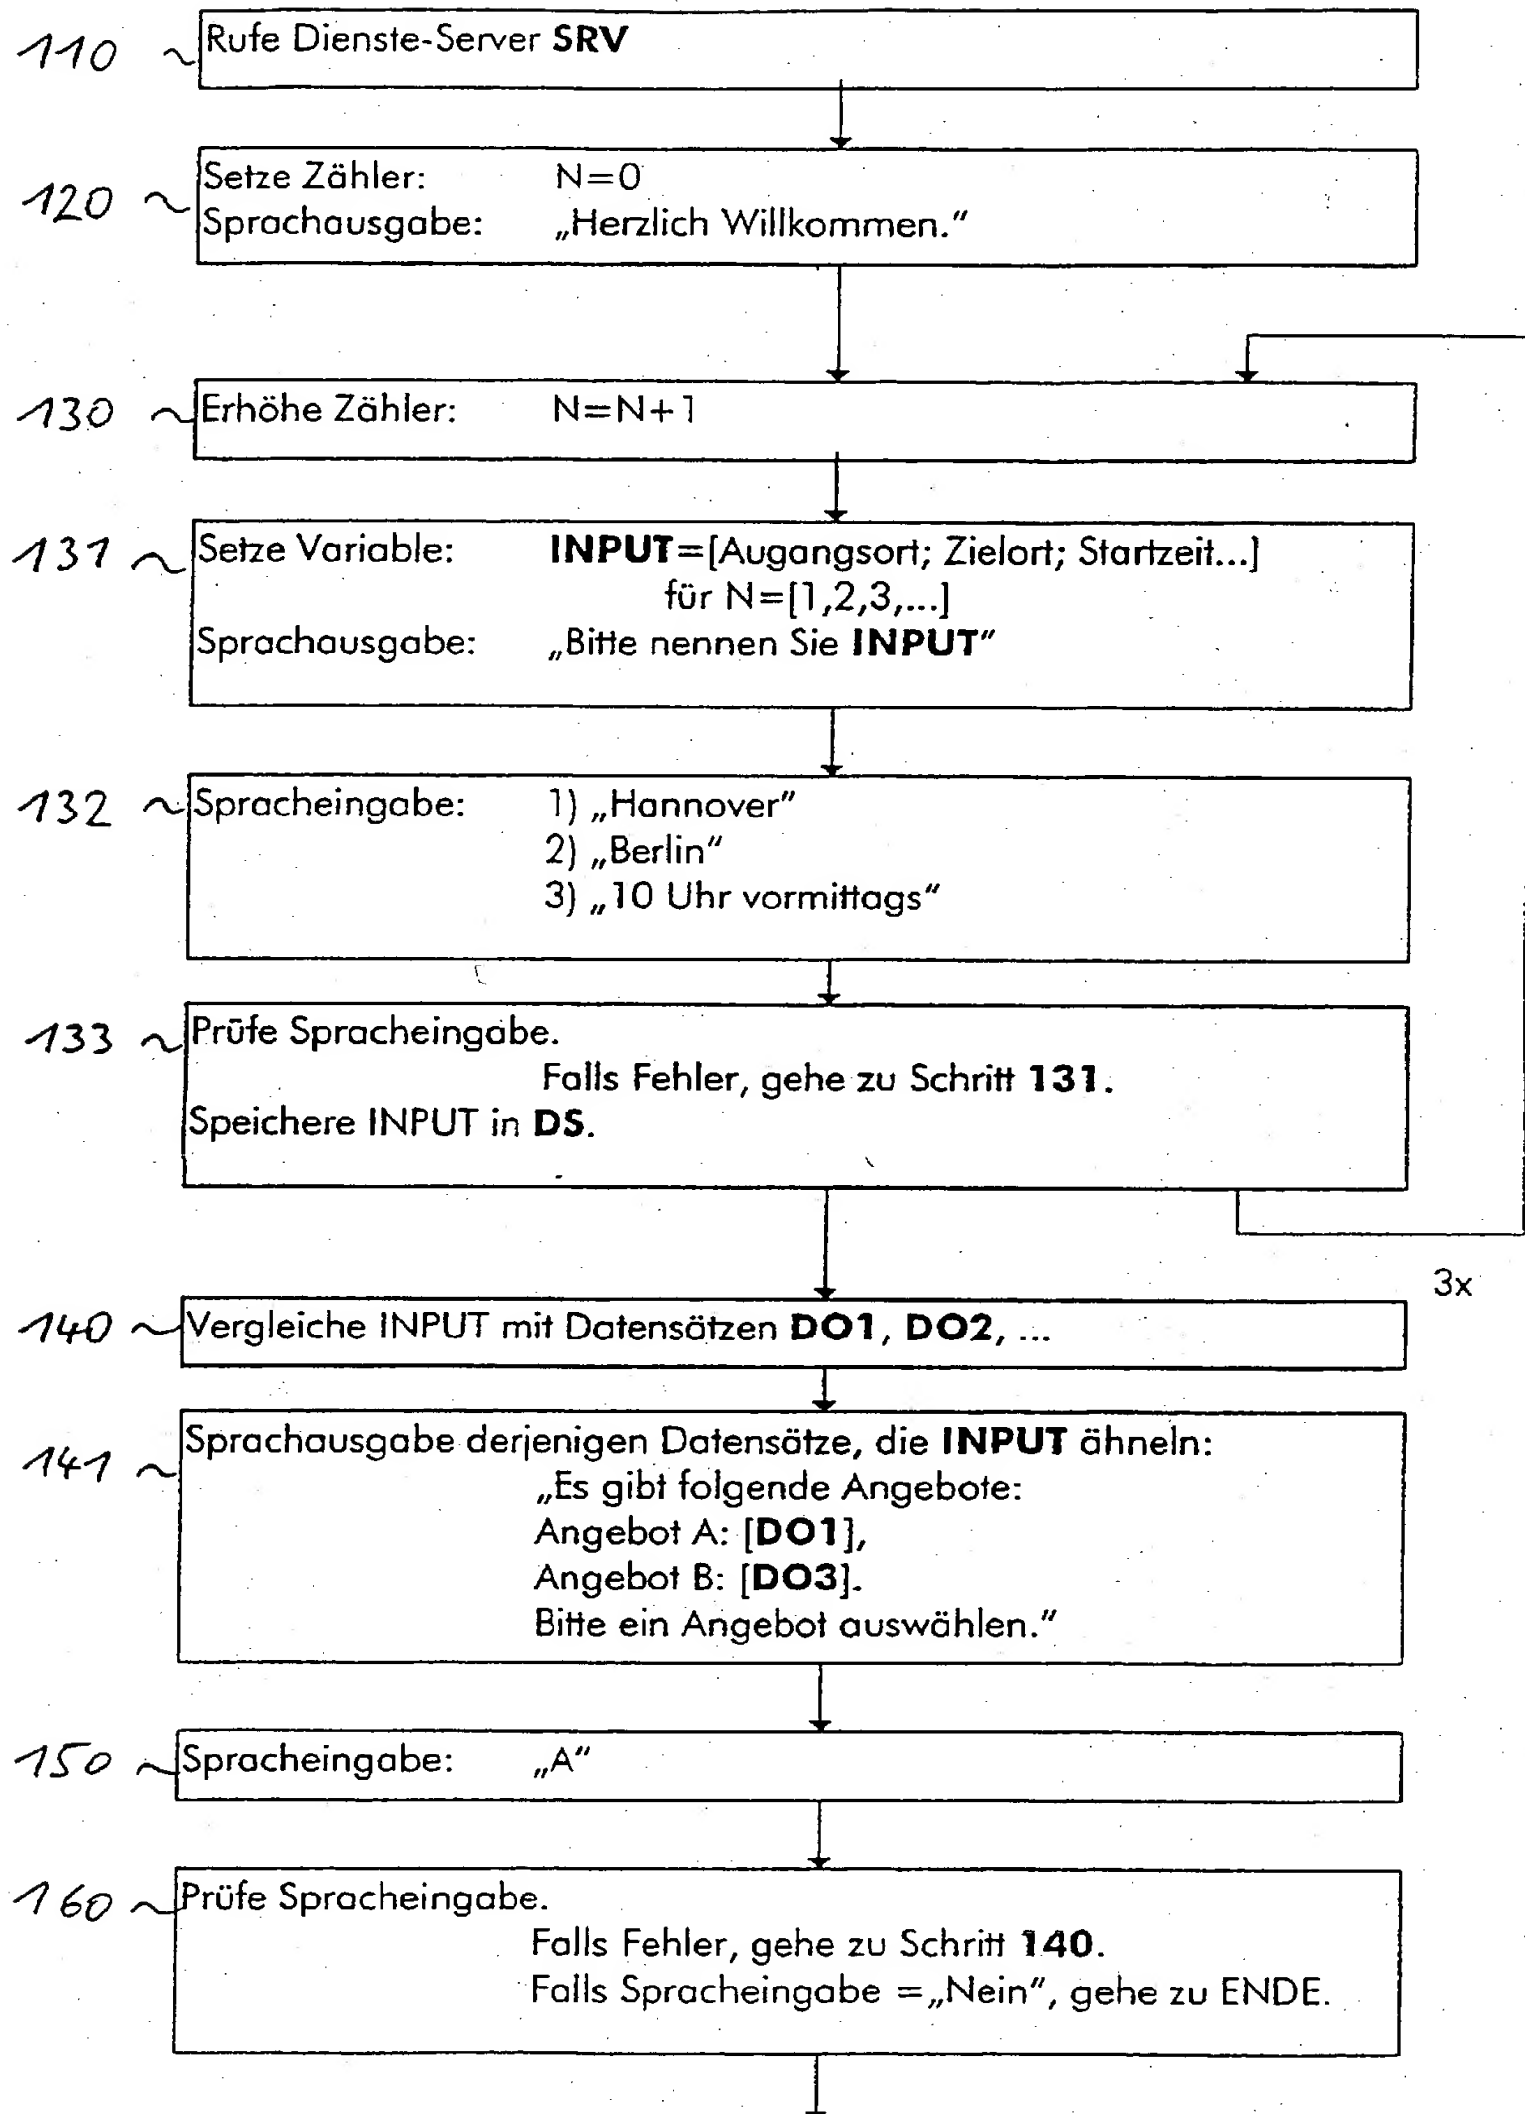 110 Rufe Dienste-Server SRV
120 Setze Zähler: N=0
Sprachausgabe: „Herzlich Willkommen.“
130 Erhöhe Zähler: N=N+1
131 Setze Variable: INPUT=[Augangsort; Zielort; Startzeit...]
für N=[1,2,3,...]
Sprachausgabe: „Bitte nennen Sie INPUT“
132 Spracheingabe: 1) „Hannover“
2) „Berlin“
3) „10 Uhr vormittags“
133 Prüfe Spracheingabe.
Falls Fehler, gehe zu Schritt 131.
Speichere INPUT in DS.
3x
140 Vergleiche INPUT mit Datensätzen DO1, DO2, ...
141 Sprachausgabe derjenigen Datensätze, die INPUT ähneln:
„Es gibt folgende Angebote:
Angebot A: [DO1],
Angebot B: [DO3].
Bitte ein Angebot auswählen.“
150 Spracheingabe: „A“
160 Prüfe Spracheingabe.
Falls Fehler, gehe zu Schritt 140.
Falls Spracheingabe =„Nein“, gehe zu ENDE.